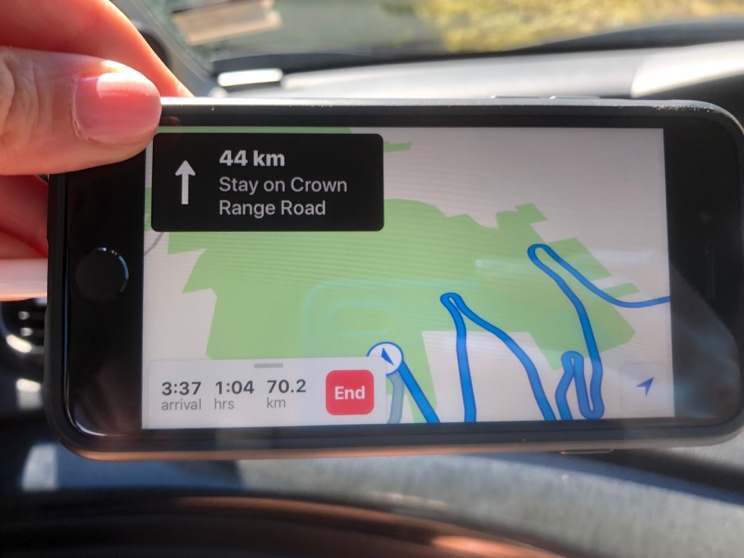 44 km
Stay on Crown
Range Road
3:37 1:04 70.2
arrival hrs km
End